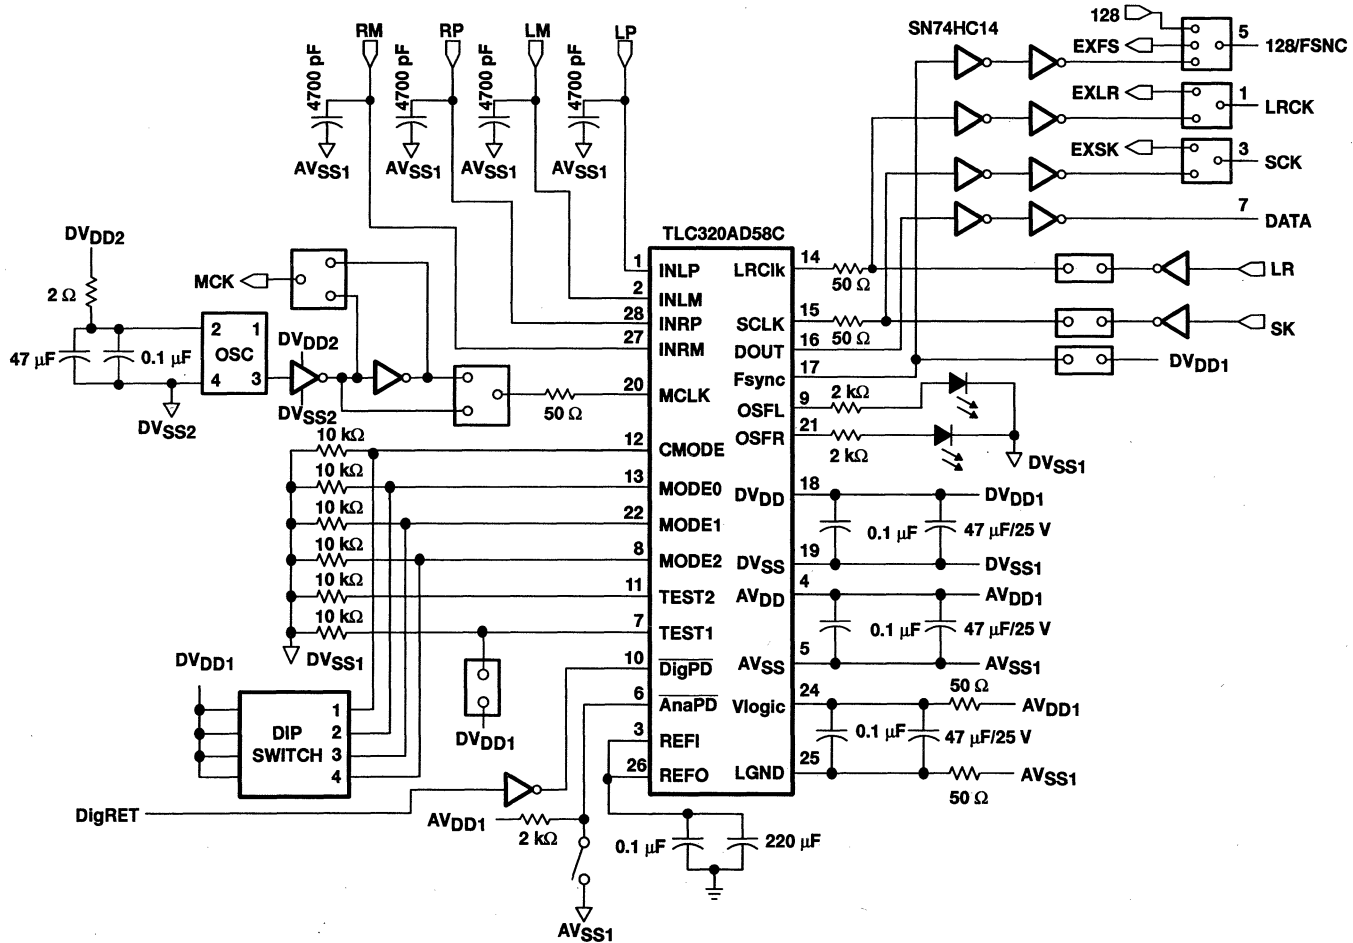 RM
RP
LM
LP
4700 pF
4700 pF
4700 pF
4700 pF
AVSS1
AVSS1
AVSS1
AVSS1
SN74HC14
128
EXFS
5
128/FSNC
EXLR
1
LRCK
EXSK
3
SCK
7
DATA
LR
SK
DVDD1
DVDD2
2 Ω
47 μF
0.1 μF
DVSS2
MCK
2
1
OSC
4
3
DVDD2
DVSS2
50 Ω
TLC320AD58C
1
INLP
2
INLM
28
INRP
27
INRM
20
MCLK
12
CMODE
13
MODE0
22
MODE1
8
MODE2
11
TEST2
7
TEST1
10
DigPD
6
AnaPD
3
REFI
26
REFO
LRClk
14
50 Ω
SCLK
15
50 Ω
DOUT
16
Fsync
17
OSFL
9
2 kΩ
OSFR
21
2 kΩ
DVSS1
DVDD
18
0.1 μF
47 μF/25 V
DVDD1
DVSS
19
DVSS1
AVDD
4
0.1 μF
47 μF/25 V
AVDD1
AVSS
5
AVSS1
Vlogic
24
50 Ω
AVDD1
0.1 μF
47 μF/25 V
LGND
25
50 Ω
AVSS1
10 kΩ
10 kΩ
10 kΩ
10 kΩ
10 kΩ
10 kΩ
DVSS1
DVDD1
DIP
SWITCH
1
2
3
4
DVDD1
DigRET
AVDD1
2 kΩ
AVSS1
0.1 μF
220 μF